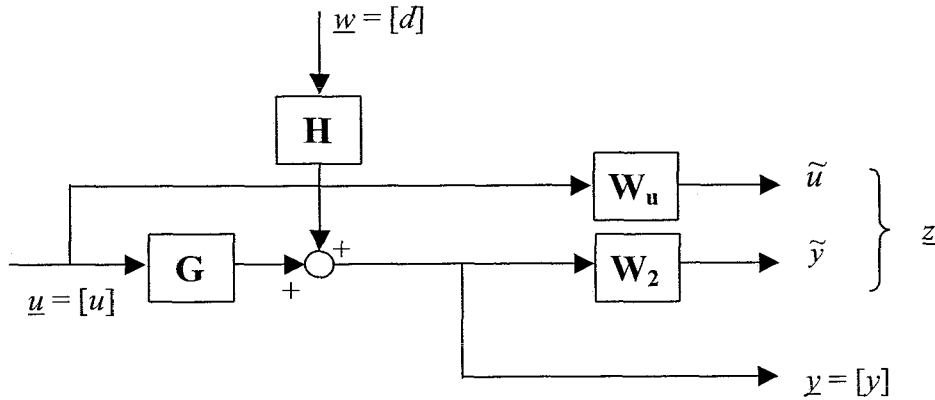 w = [d]
H
W_u
ũ
z
+
G
+
W_2
ỹ
u = [u]
y = [y]